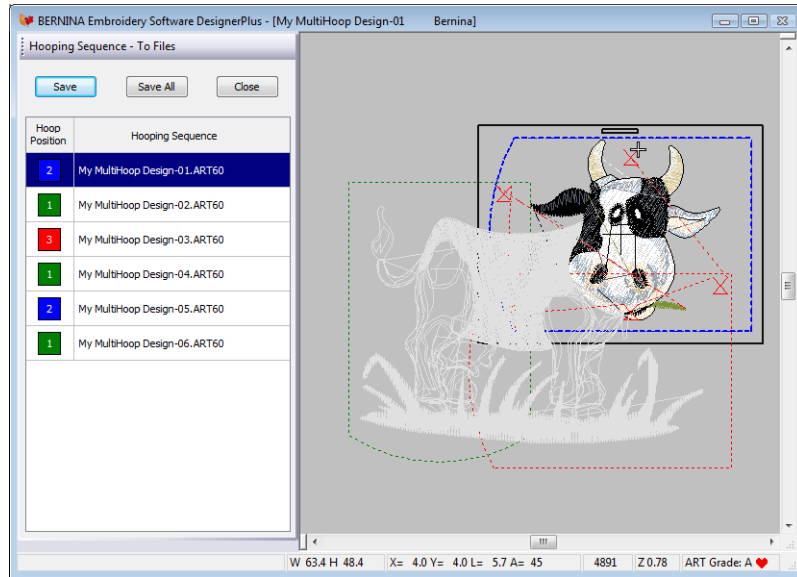 BERNINA Embroidery Software DesignerPlus - [My MultiHoop Design-01 Bernina]
Hooping Sequence - To Files
Save Save All Close
Hoop Position Hooping Sequence
2 My MultiHoop Design-01.ART60
1 My MultiHoop Design-02.ART60
3 My MultiHoop Design-03.ART60
1 My MultiHoop Design-04.ART60
2 My MultiHoop Design-05.ART60
1 My MultiHoop Design-06.ART60
W 63.4 H 48.4 X= 4.0 Y= 4.0 L= 5.7 A= 45 4891 Z 0.78 ART Grade: A